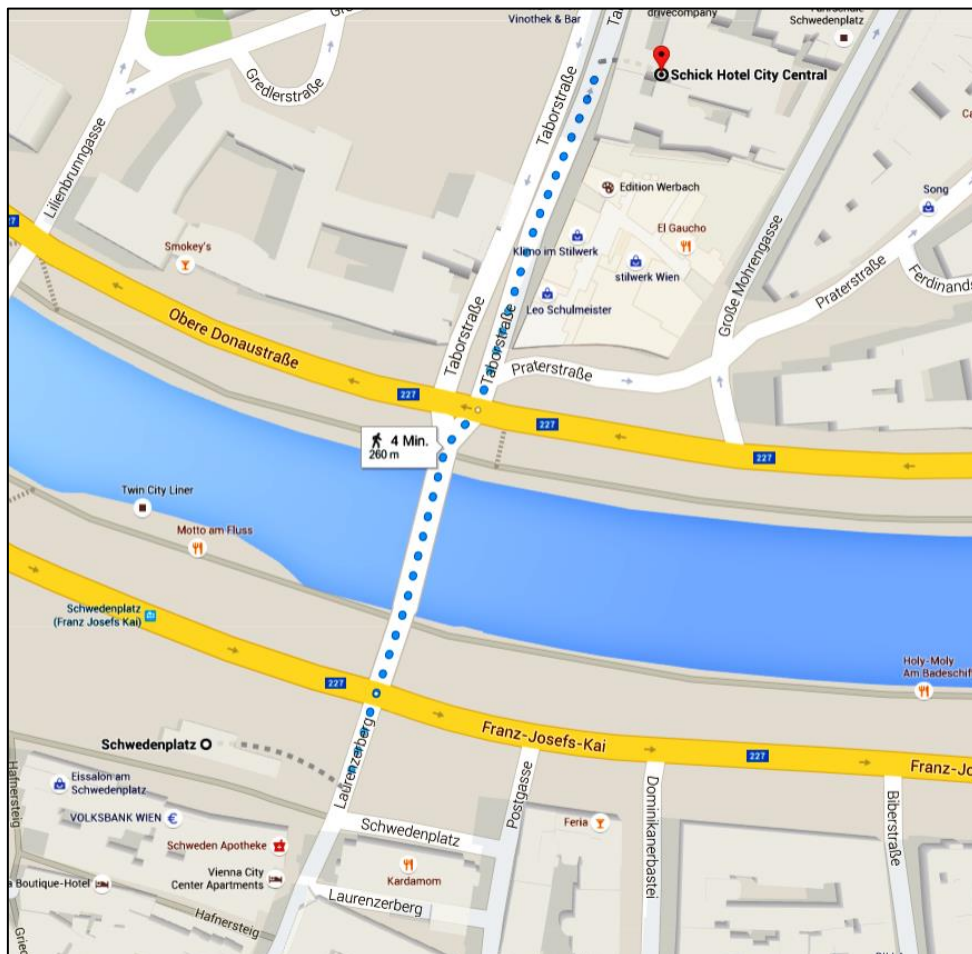 Vinothek & Bar
drivecompany
Schwedenplatz
Schick Hotel City Central
Gredlerstraße
Taborstraße
Lilienbrunngasse
Edition Werbach
Song
El Gaucho
Smokey's
Klimo im Stilwerk
stilwerk Wien
Große Mohrengasse
Praterstraße
Leo Schulmeister
Obere Donaustraße
Taborstraße
Taborstraße
Praterstraße
227
227
227
4 Min.
260 m
Twin City Liner
Motto am Fluss
Schwedenplatz
(Franz Josefs Kai)
Holy-Moly
Am Badeschiff
227
Schwedenplatz
Laurenzerberg
Franz-Josefs-Kai
227
Hafnersteig
Eissalon am
Schwedenplatz
VOLKSBANK WIEN
Schwedenplatz
Postgasse
Feria
Dominikanerbastei
Biberstraße
Schweden Apotheke
Kardamom
Vienna City
Center Apartments
Boutique-Hotel
Laurenzerberg
Hafnersteig